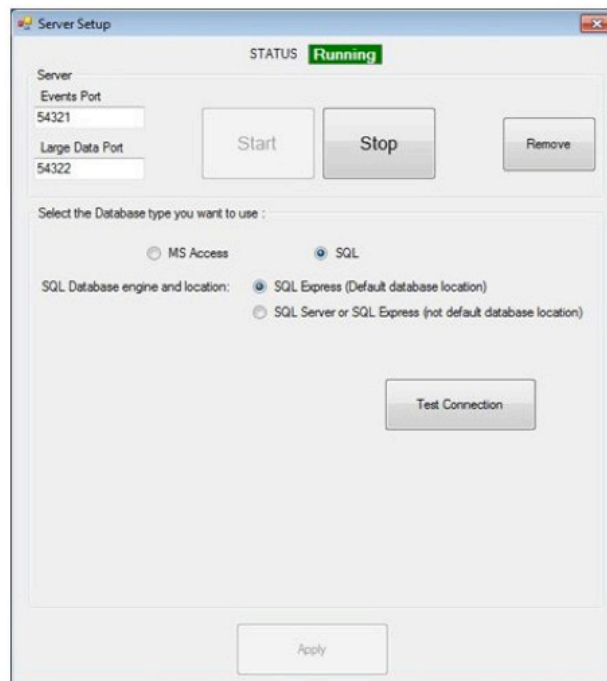 Server Setup
STATUS Running
Server
Events Port
54321
Large Data Port
54322
Start
Stop
Remove
Select the Database type you want to use :
MS Access
SQL
SQL Database engine and location:
SQL Express (Default database location)
SQL Server or SQL Express (not default database location)
Test Connection
Apply